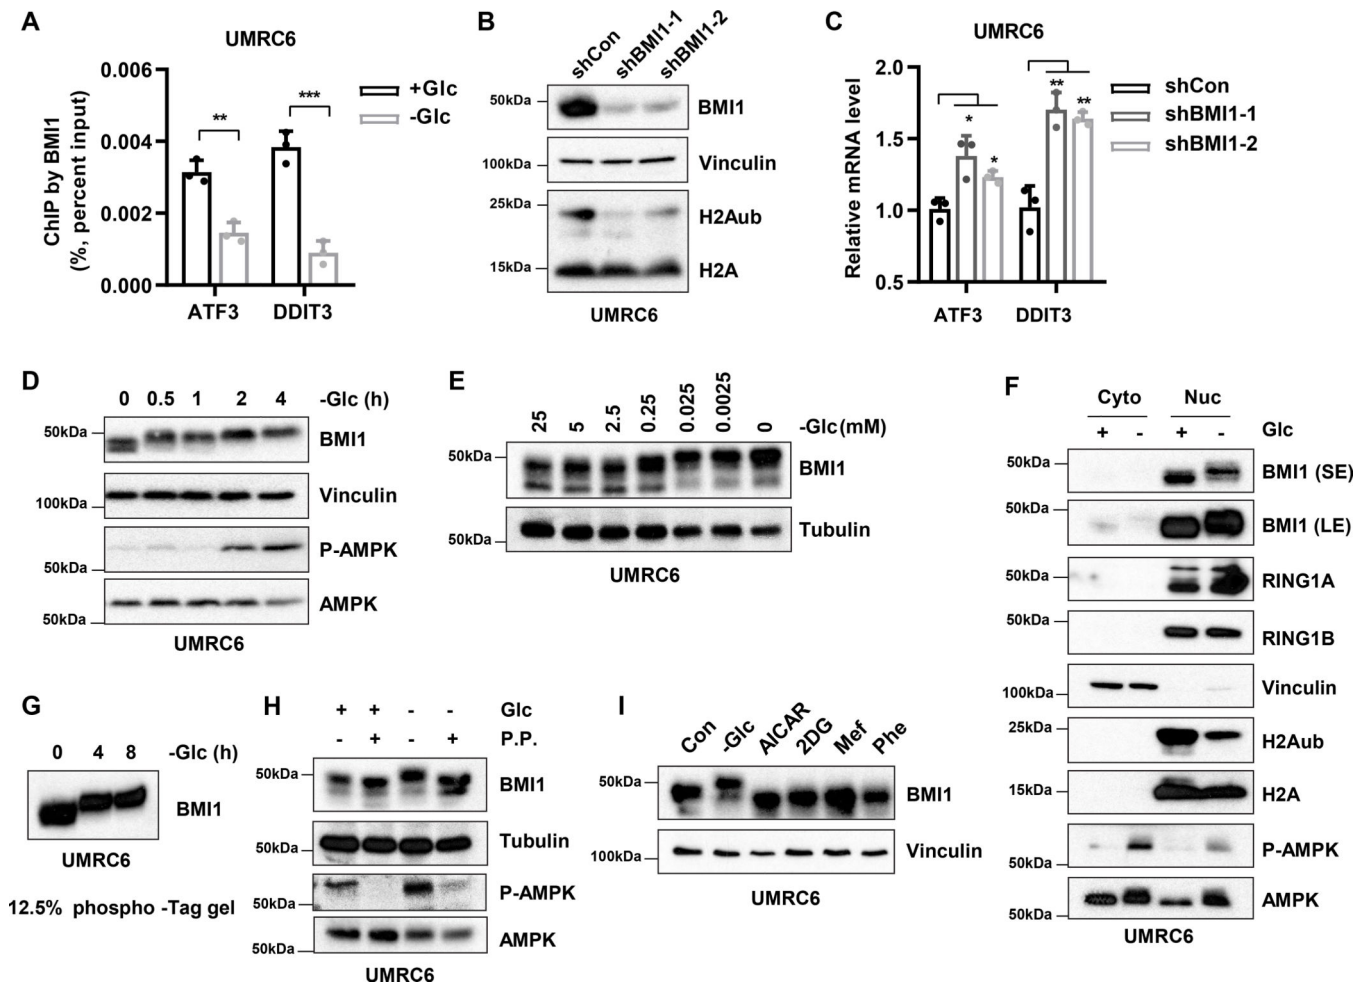 A
UMRC6
ChIP by BMI1
(%, percent input)
0.006
0.004
0.002
0.000
**
***
+Glc
-Glc
ATF3
DDIT3
B
shCon
shBMI1-1
shBMI1-2
50kDa
BMI1
100kDa
Vinculin
25kDa
H2Aub
15kDa
H2A
UMRC6
C
UMRC6
Relative mRNA level
2.0
1.5
1.0
0.5
*
*
**
**
shCon
shBMI1-1
shBMI1-2
ATF3
DDIT3
D
0 0.5 1 2 4 -Glc (h)
50kDa
BMI1
100kDa
Vinculin
P-AMPK
50kDa
AMPK
50kDa
UMRC6
E
25 5 2.5 0.25 0.025 0.0025 0 -Glc(mM)
50kDa
BMI1
50kDa
Tubulin
UMRC6
F
Cyto Nuc
+ - + - Glc
50kDa
BMI1 (SE)
50kDa
BMI1 (LE)
50kDa
RING1A
50kDa
RING1B
100kDa
Vinculin
25kDa
H2Aub
15kDa
H2A
50kDa
P-AMPK
50kDa
AMPK
UMRC6
G
0 4 8 -Glc (h)
BMI1
UMRC6
12.5% phospho -Tag gel
H
+ + - - Glc
- + - + P.P.
50kDa
BMI1
50kDa
Tubulin
50kDa
P-AMPK
50kDa
AMPK
UMRC6
I
Con -Glc AICAR 2DG Mef Phe
50kDa
BMI1
100kDa
Vinculin
UMRC6